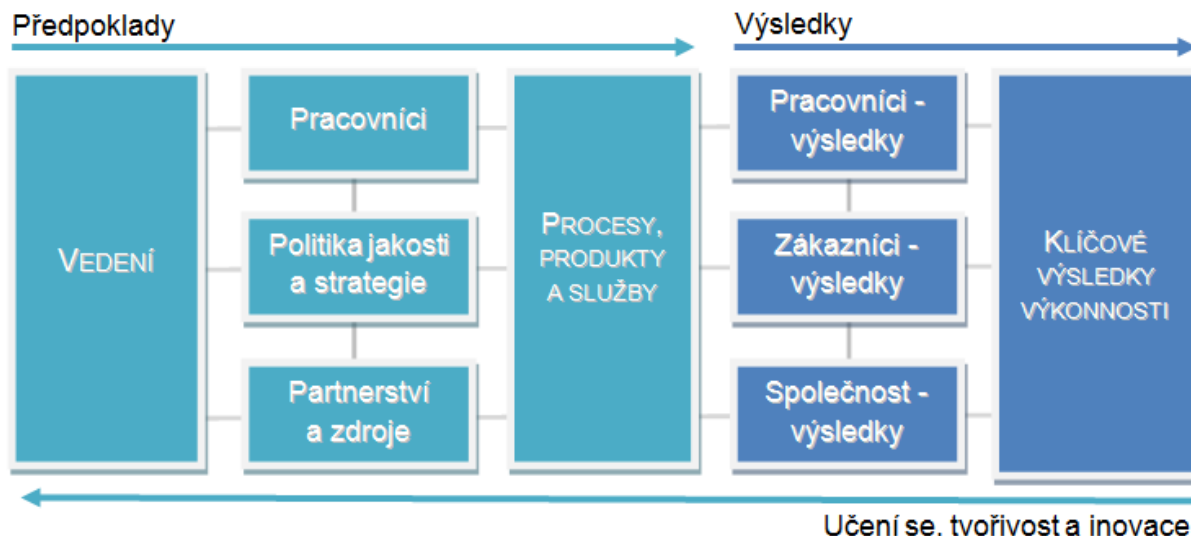 Předpoklady
Výsledky
VEDENÍ
Pracovníci
Politika jakosti
a strategie
Partnerství
a zdroje
PROCESY,
PRODUKTY
A SLUŽBY
Pracovníci -
výsledky
Zákazníci -
výsledky
Společnost -
výsledky
KLÍČOVÉ
VÝSLEDKY
VÝKONNOSTI
Učení se, tvořivost a inovace